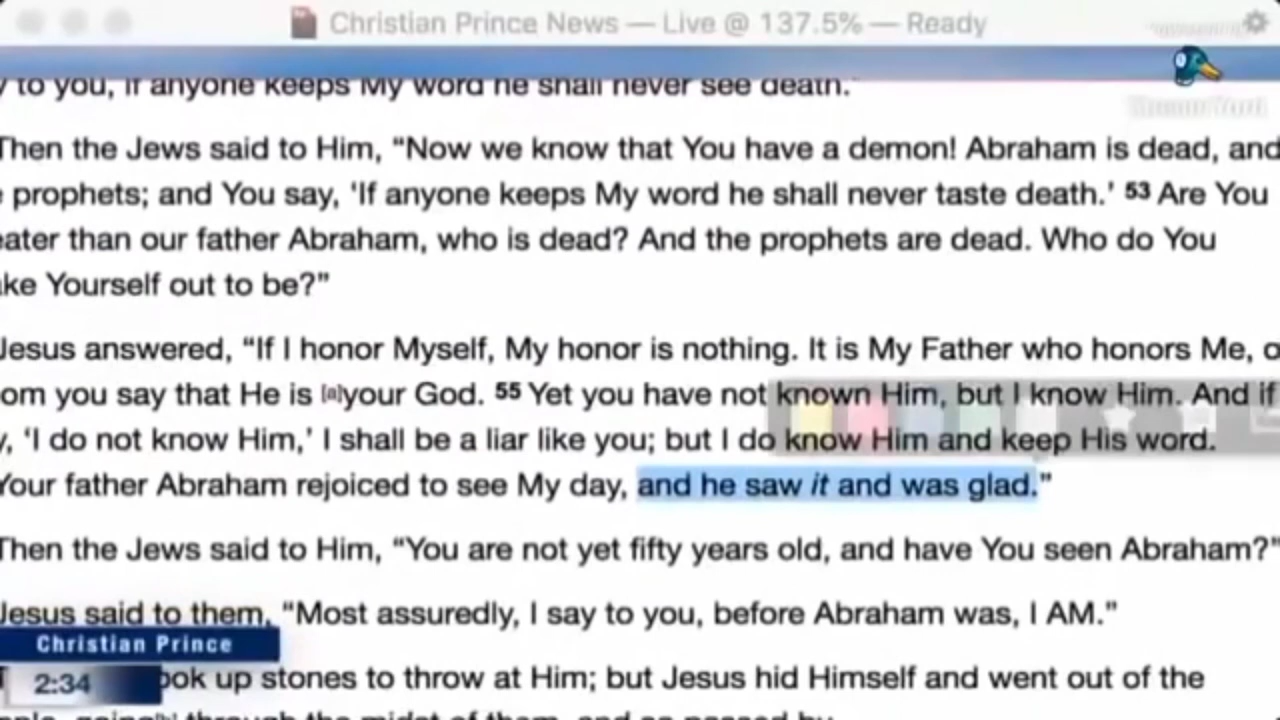 Christian Prince News — Live @ 137.5% — Ready
y to you, if anyone keeps My word he shall never see death.
Then the Jews said to Him, “Now we know that You have a demon! Abraham is dead, and
prophets; and You say, ‘If anyone keeps My word he shall never taste death.’ 53 Are You
eater than our father Abraham, who is dead? And the prophets are dead. Who do You
ke Yourself out to be?”
Jesus answered, “If I honor Myself, My honor is nothing. It is My Father who honors Me, o
om you say that He is [a]your God. 55 Yet you have not known Him, but I know Him. And if
y, ‘I do not know Him,’ I shall be a liar like you; but I do know Him and keep His word.
Your father Abraham rejoiced to see My day, and he saw it and was glad.”
Then the Jews said to Him, “You are not yet fifty years old, and have You seen Abraham?”
Jesus said to them, “Most assuredly, I say to you, before Abraham was, I AM.”
Christian Prince
2:34
ook up stones to throw at Him; but Jesus hid Himself and went out of the
going[b] through the midst of them, and so passed by.